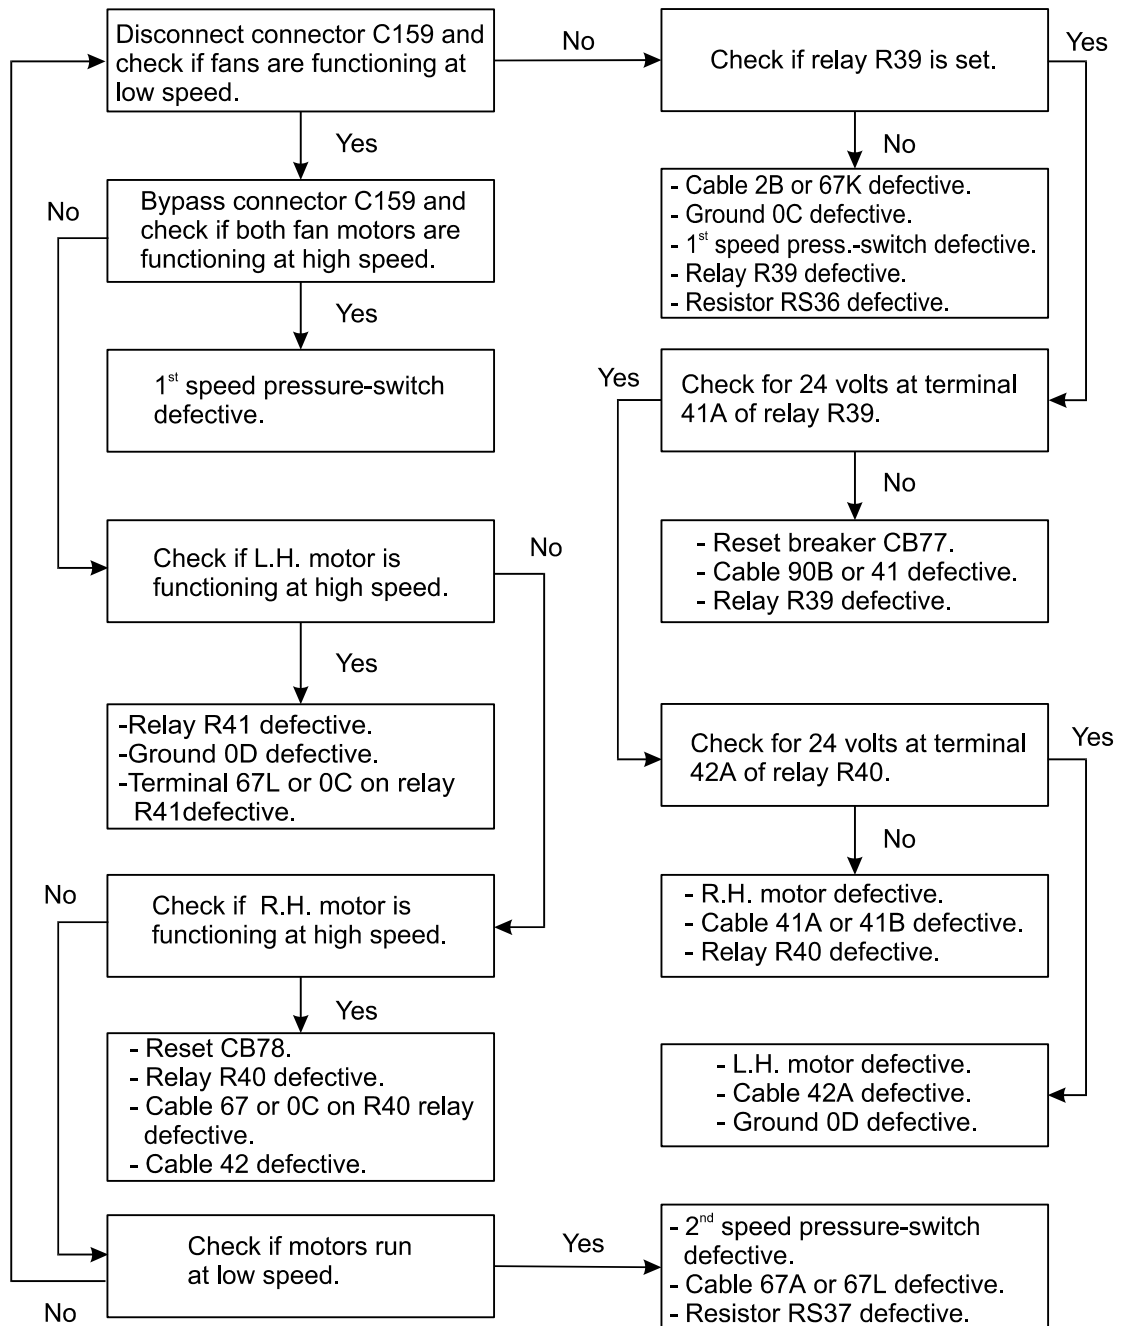 Disconnect connector C159 and
check if fans are functioning at
low speed.
No
Check if relay R39 is set.
Yes
Yes
No
No
Bypass connector C159 and
check if both fan motors are
functioning at high speed.
- Cable 2B or 67K defective.
- Ground 0C defective.
- 1st speed press.-switch defective.
- Relay R39 defective.
- Resistor RS36 defective.
Yes
1st speed pressure-switch
defective.
Yes
Check for 24 volts at terminal
41A of relay R39.
No
Check if L.H. motor is
functioning at high speed.
No
- Reset breaker CB77.
- Cable 90B or 41 defective.
- Relay R39 defective.
Yes
-Relay R41 defective.
-Ground 0D defective.
-Terminal 67L or 0C on relay
R41defective.
Check for 24 volts at terminal
42A of relay R40.
Yes
No
No
Check if R.H. motor is
functioning at high speed.
- R.H. motor defective.
- Cable 41A or 41B defective.
- Relay R40 defective.
Yes
- Reset CB78.
- Relay R40 defective.
- Cable 67 or 0C on R40 relay
defective.
- Cable 42 defective.
- L.H. motor defective.
- Cable 42A defective.
- Ground 0D defective.
Check if motors run
at low speed.
Yes
- 2nd speed pressure-switch
defective.
- Cable 67A or 67L defective.
- Resistor RS37 defective.
No